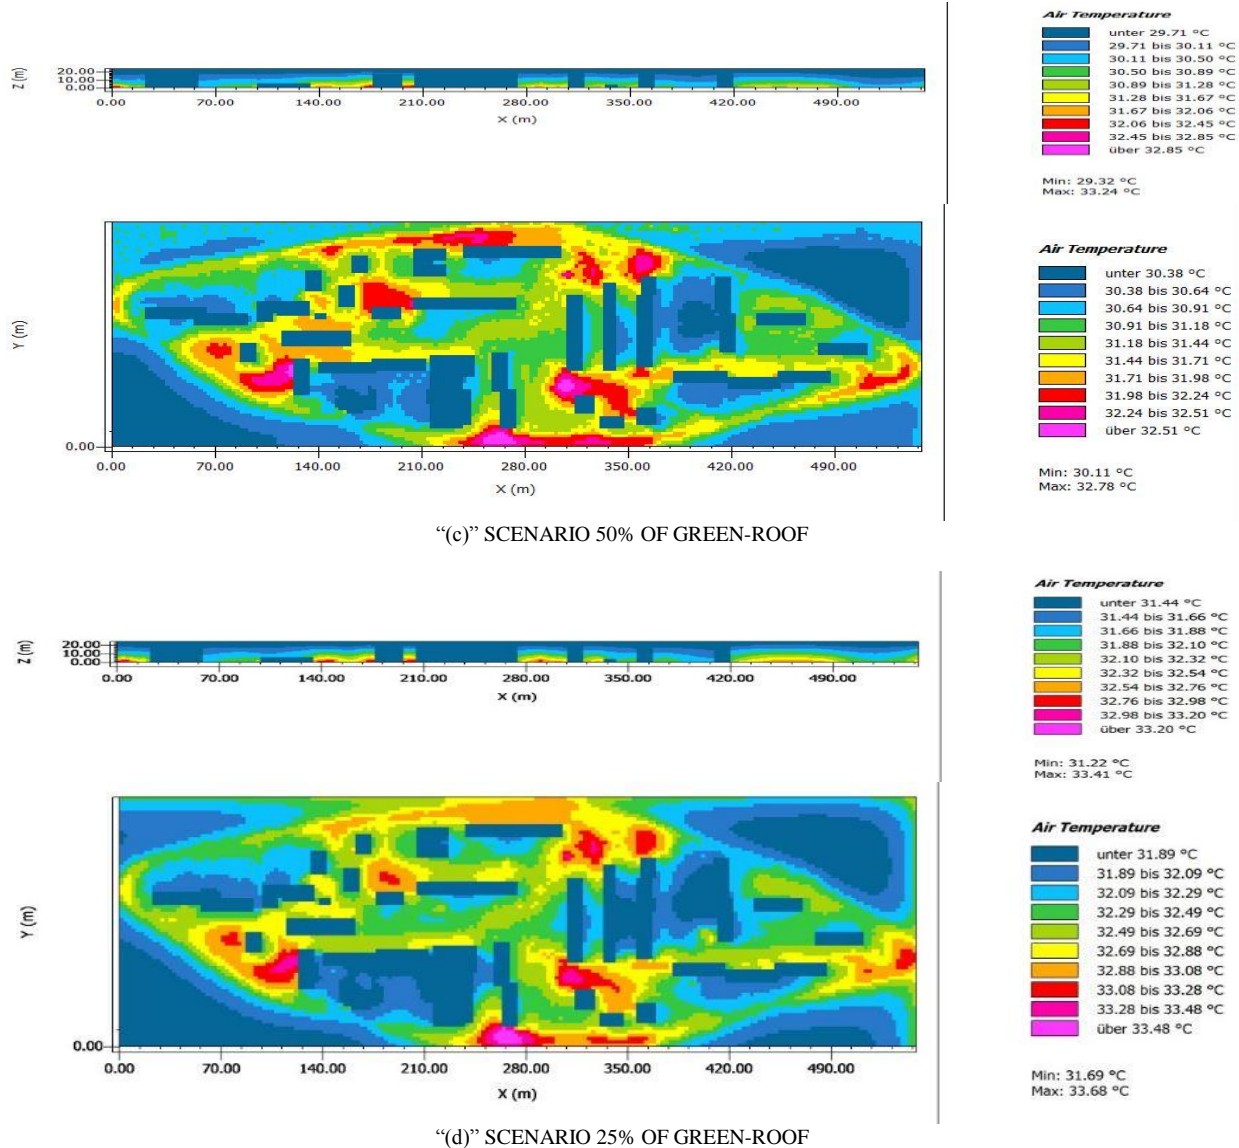 Air Temperature
unter 29.71 °C
29.71 bis 30.11 °C
30.11 bis 30.50 °C
30.50 bis 30.89 °C
30.89 bis 31.28 °C
31.28 bis 31.67 °C
31.67 bis 32.06 °C
32.06 bis 32.45 °C
32.45 bis 32.85 °C
über 32.85 °C
Min: 29.32 °C
Max: 33.24 °C
Z (m)
20.00
10.00
0.00
0.00 70.00 140.00 210.00 280.00 350.00 420.00 490.00
X (m)
Air Temperature
unter 30.38 °C
30.38 bis 30.64 °C
30.64 bis 30.91 °C
30.91 bis 31.18 °C
31.18 bis 31.44 °C
31.44 bis 31.71 °C
31.71 bis 31.98 °C
31.98 bis 32.24 °C
32.24 bis 32.51 °C
über 32.51 °C
Min: 30.11 °C
Max: 32.78 °C
Y (m)
0.00
0.00 70.00 140.00 210.00 280.00 350.00 420.00 490.00
X (m)
“(c)” SCENARIO 50% OF GREEN-ROOF
Air Temperature
unter 31.44 °C
31.44 bis 31.66 °C
31.66 bis 31.88 °C
31.88 bis 32.10 °C
32.10 bis 32.32 °C
32.32 bis 32.54 °C
32.54 bis 32.76 °C
32.76 bis 32.98 °C
32.98 bis 33.20 °C
über 33.20 °C
Min: 31.22 °C
Max: 33.41 °C
Z (m)
20.00
10.00
0.00
0.00 70.00 140.00 210.00 280.00 350.00 420.00 490.00
X (m)
Air Temperature
unter 31.89 °C
31.89 bis 32.09 °C
32.09 bis 32.29 °C
32.29 bis 32.49 °C
32.49 bis 32.69 °C
32.69 bis 32.88 °C
32.88 bis 33.08 °C
33.08 bis 33.28 °C
33.28 bis 33.48 °C
über 33.48 °C
Min: 31.69 °C
Max: 33.68 °C
Y (m)
0.00
0.00 70.00 140.00 210.00 280.00 350.00 420.00 490.00
X (m)
“(d)” SCENARIO 25% OF GREEN-ROOF